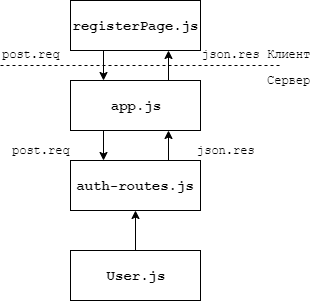 registerPage.js
post.req json.res Клиент
Сервер
app.js
post.req json.res
auth-routes.js
User.js